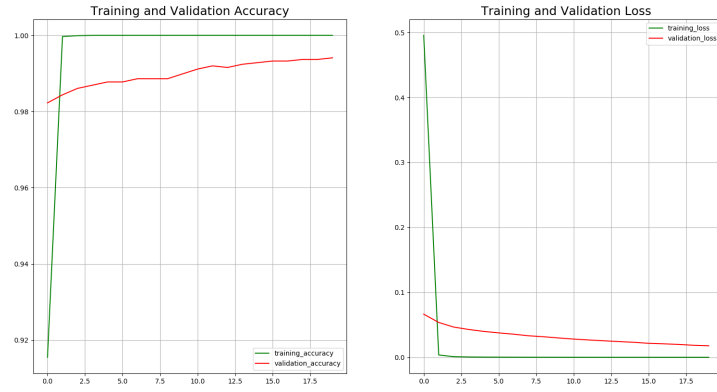 Training and Validation Accuracy
1.00
0.98
0.96
0.94
0.92
0.0 2.5 5.0 7.5 10.0 12.5 15.0 17.5
training_accuracy
validation_accuracy
Training and Validation Loss
0.5
0.4
0.3
0.2
0.1
0.0
0.0 2.5 5.0 7.5 10.0 12.5 15.0 17.5
training_loss
validation_loss